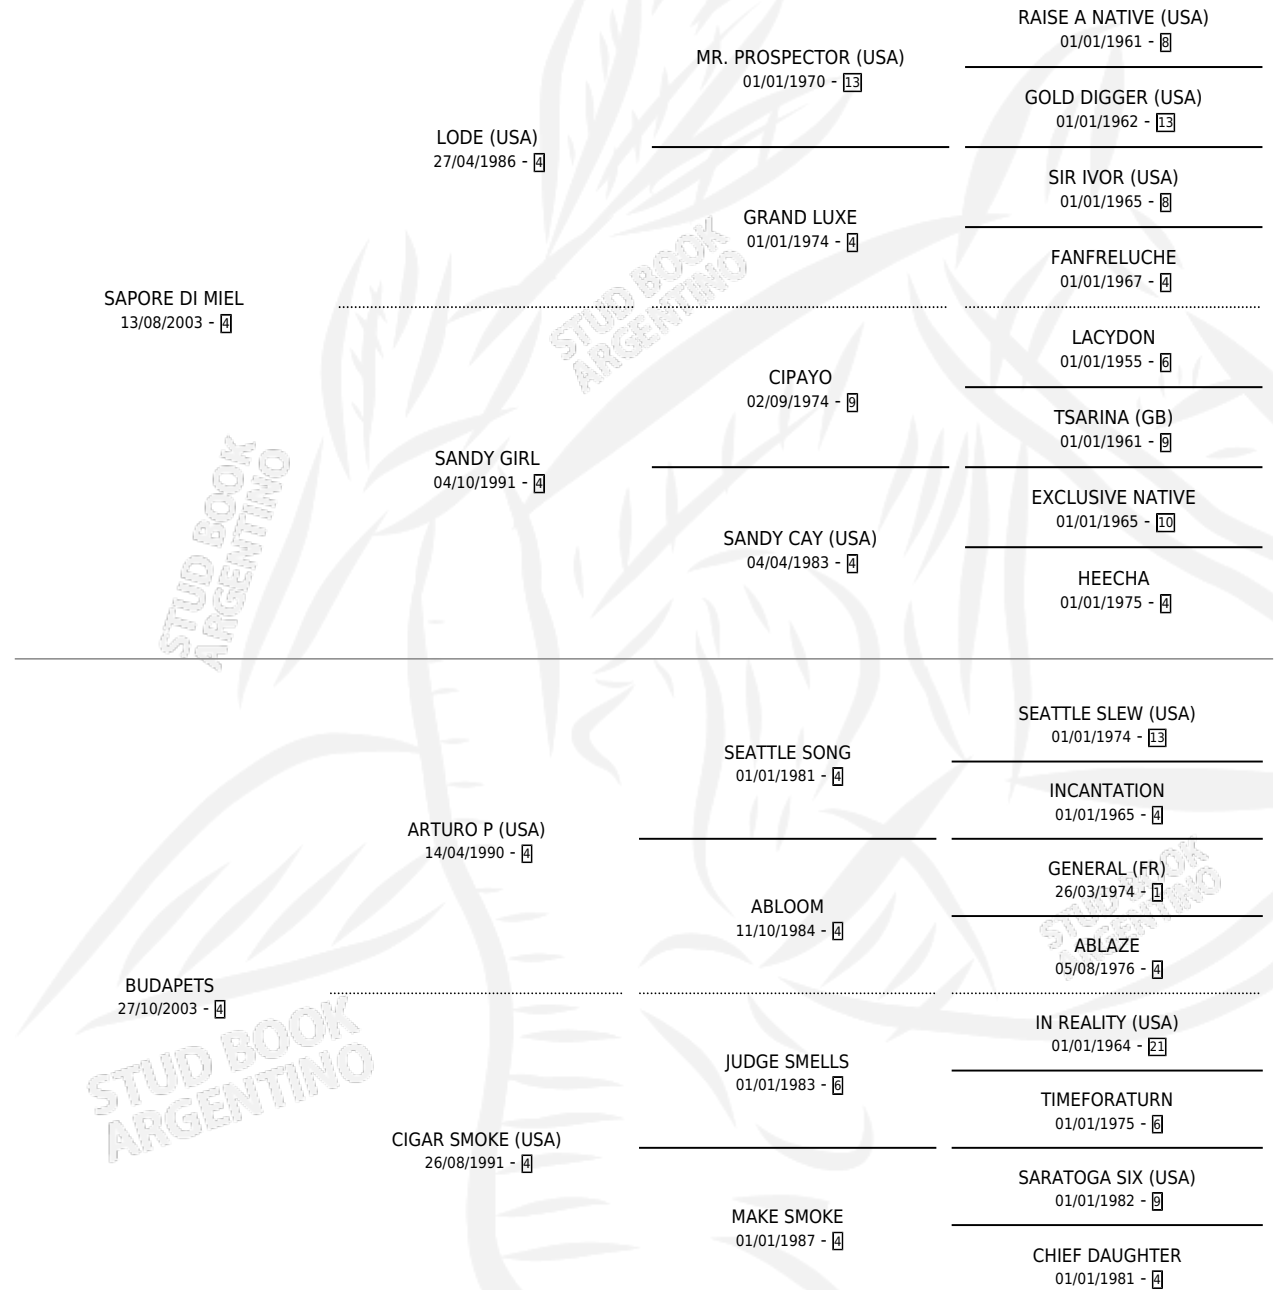 RAISE A NATIVE (USA)
01/01/1961 - 8
MR. PROSPECTOR (USA)
01/01/1970 - 13
GOLD DIGGER (USA)
01/01/1962 - 13
LODE (USA)
27/04/1986 - 4
SIR IVOR (USA)
01/01/1965 - 8
GRAND LUXE
01/01/1974 - 4
FANFRELUCHE
01/01/1967 - 4
SAPORE DI MIEL
13/08/2003 - 4
LACYDON
01/01/1955 - 6
CIPAYO
02/09/1974 - 9
TSARINA (GB)
01/01/1961 - 9
SANDY GIRL
04/10/1991 - 4
EXCLUSIVE NATIVE
01/01/1965 - 10
SANDY CAY (USA)
04/04/1983 - 4
HEECHA
01/01/1975 - 4
STUD BOOK
ARGENTINO
STUD BOOK
ARGENTINO
SEATTLE SLEW (USA)
01/01/1974 - 13
SEATTLE SONG
01/01/1981 - 4
INCANTATION
01/01/1965 - 4
ARTURO P (USA)
14/04/1990 - 4
GENERAL (FR)
26/03/1974 - 1
ABLOOM
11/10/1984 - 4
ABLAZE
05/08/1976 - 4
BUDAPETS
27/10/2003 - 4
IN REALITY (USA)
01/01/1964 - 21
JUDGE SMELLS
01/01/1983 - 6
TIMEFORATURN
01/01/1975 - 6
CIGAR SMOKE (USA)
26/08/1991 - 4
SARATOGA SIX (USA)
01/01/1982 - 9
MAKE SMOKE
01/01/1987 - 4
CHIEF DAUGHTER
01/01/1981 - 4
STUD BOOK
ARGENTINO
STUD BOOK
ARGENTINO